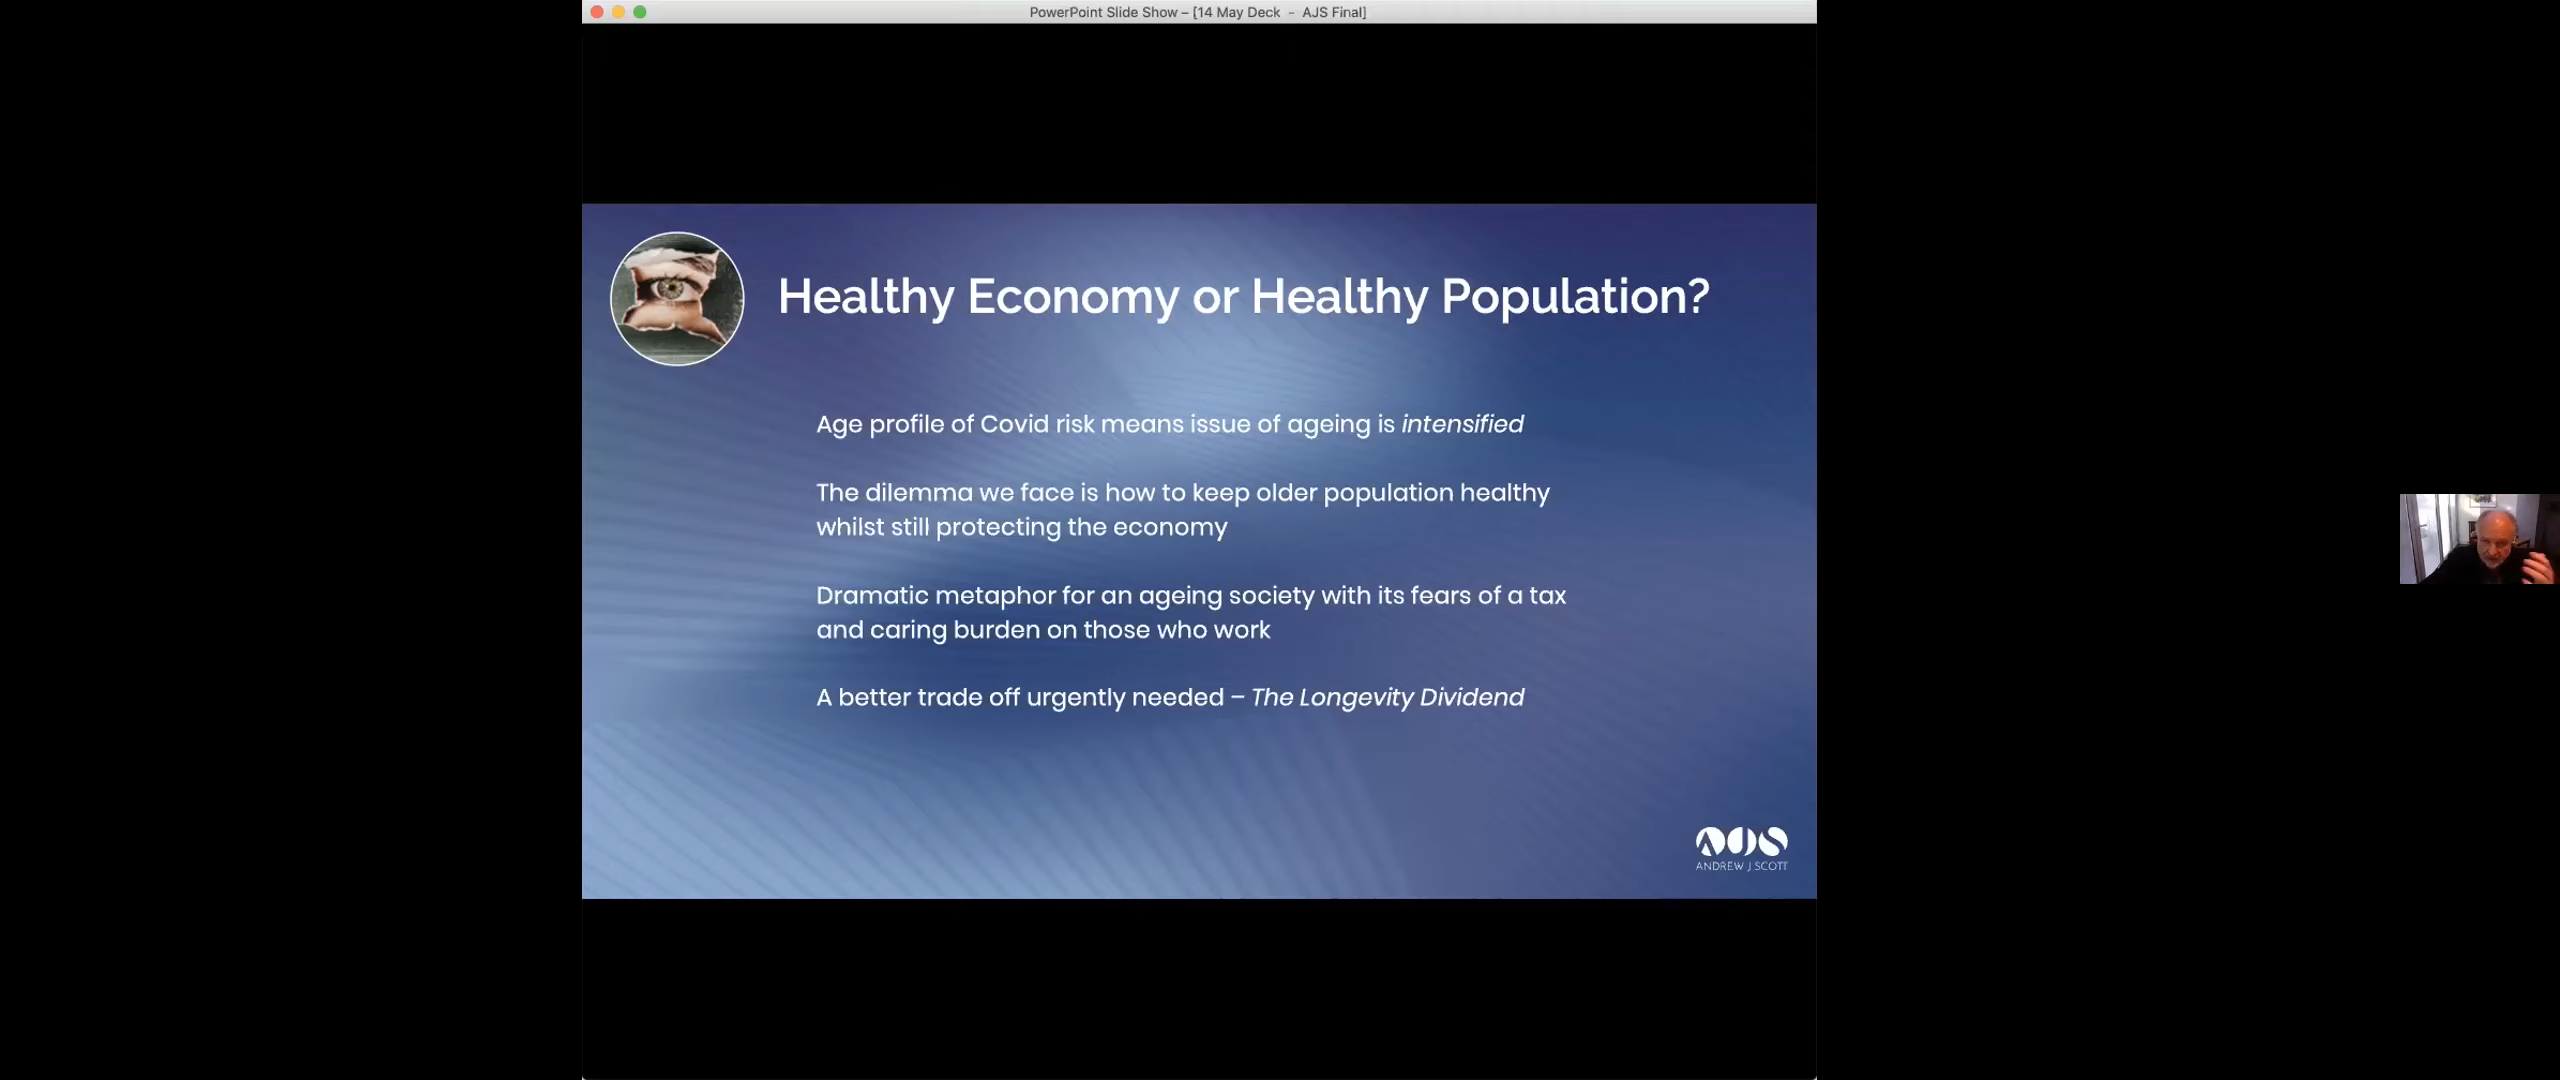 PowerPoint Slide Show – [14 May Deck - AJS Final]
Healthy Economy or Healthy Population?
Age profile of Covid risk means issue of ageing is intensified
The dilemma we face is how to keep older population healthy
whilst still protecting the economy
Dramatic metaphor for an ageing society with its fears of a tax
and caring burden on those who work
A better trade off urgently needed – The Longevity Dividend
AJS
ANDREW J SCOTT